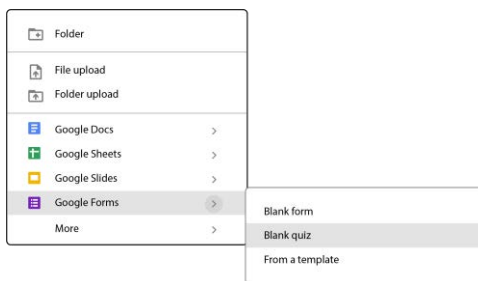 Folder
File upload
Folder upload
Google Docs
Google Sheets
Google Slides
Google Forms
More
Blank form
Blank quiz
From a template